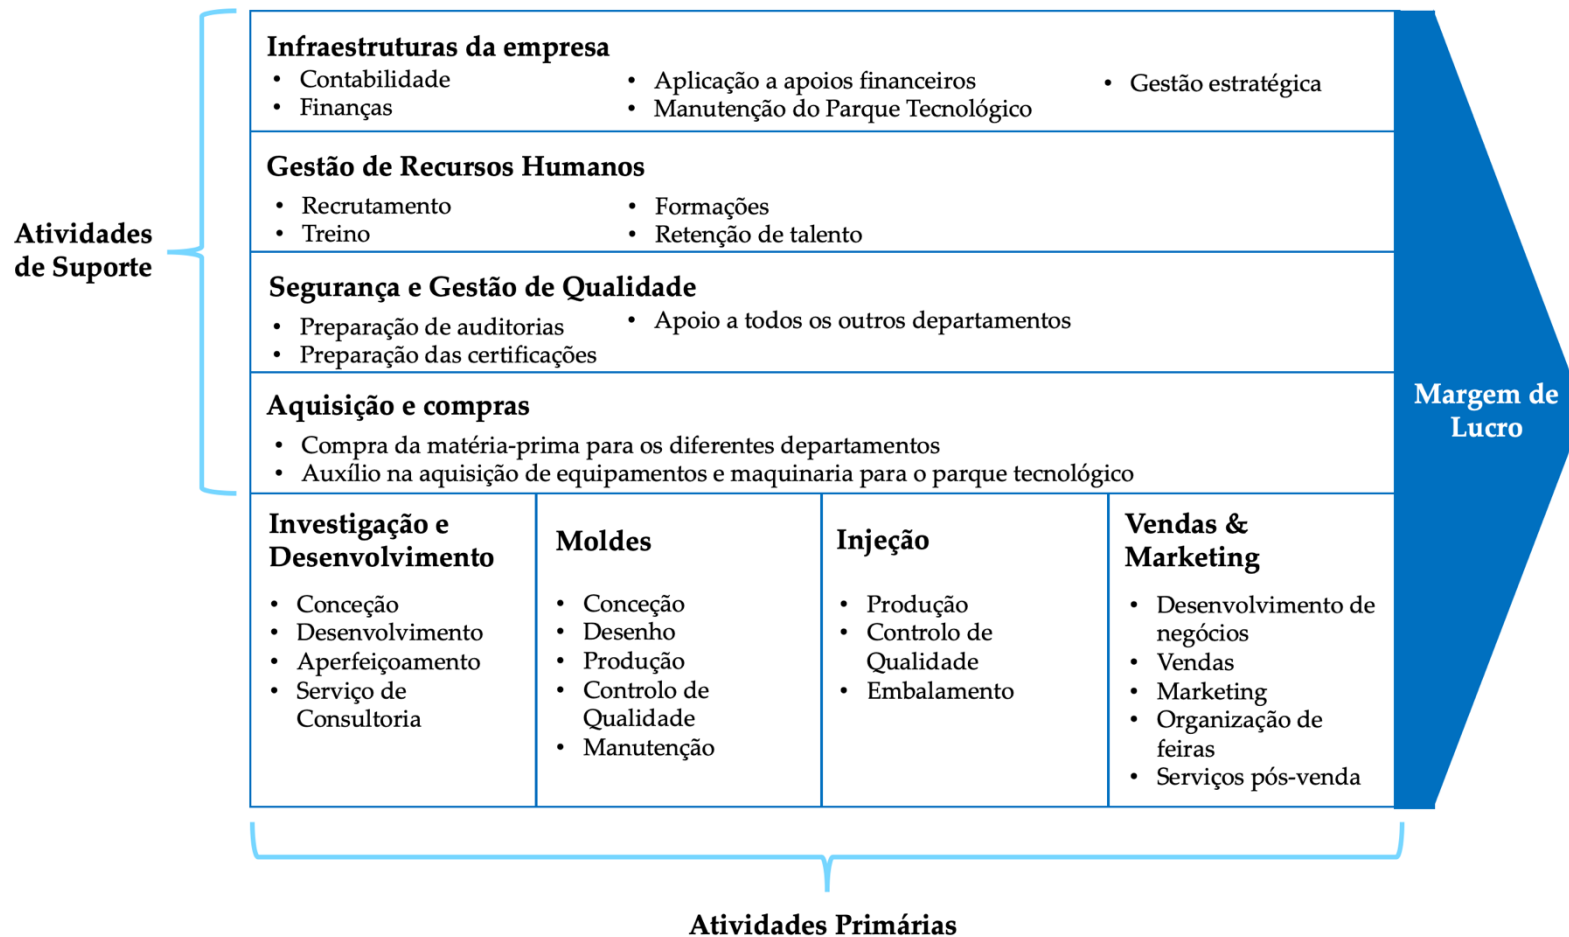 Atividades
de Suporte
Infraestruturas da empresa
• Contabilidade
• Finanças
• Aplicação a apoios financeiros
• Manutenção do Parque Tecnológico
• Gestão estratégica
Gestão de Recursos Humanos
• Recrutamento
• Treino
• Formações
• Retenção de talento
Segurança e Gestão de Qualidade
• Preparação de auditorias
• Preparação das certificações
• Apoio a todos os outros departamentos
Aquisição e compras
• Compra da matéria-prima para os diferentes departamentos
• Auxílio na aquisição de equipamentos e maquinaria para o parque tecnológico
Investigação e
Desenvolvimento
• Conceção
• Desenvolvimento
• Aperfeiçoamento
• Serviço de
Consultoria
Moldes
• Conceção
• Desenho
• Produção
• Controlo de
Qualidade
• Manutenção
Injeção
• Produção
• Controlo de
Qualidade
• Embalamento
Vendas &
Marketing
• Desenvolvimento de
negócios
• Vendas
• Marketing
• Organização de
feiras
• Serviços pós-venda
Margem de
Lucro
Atividades Primárias